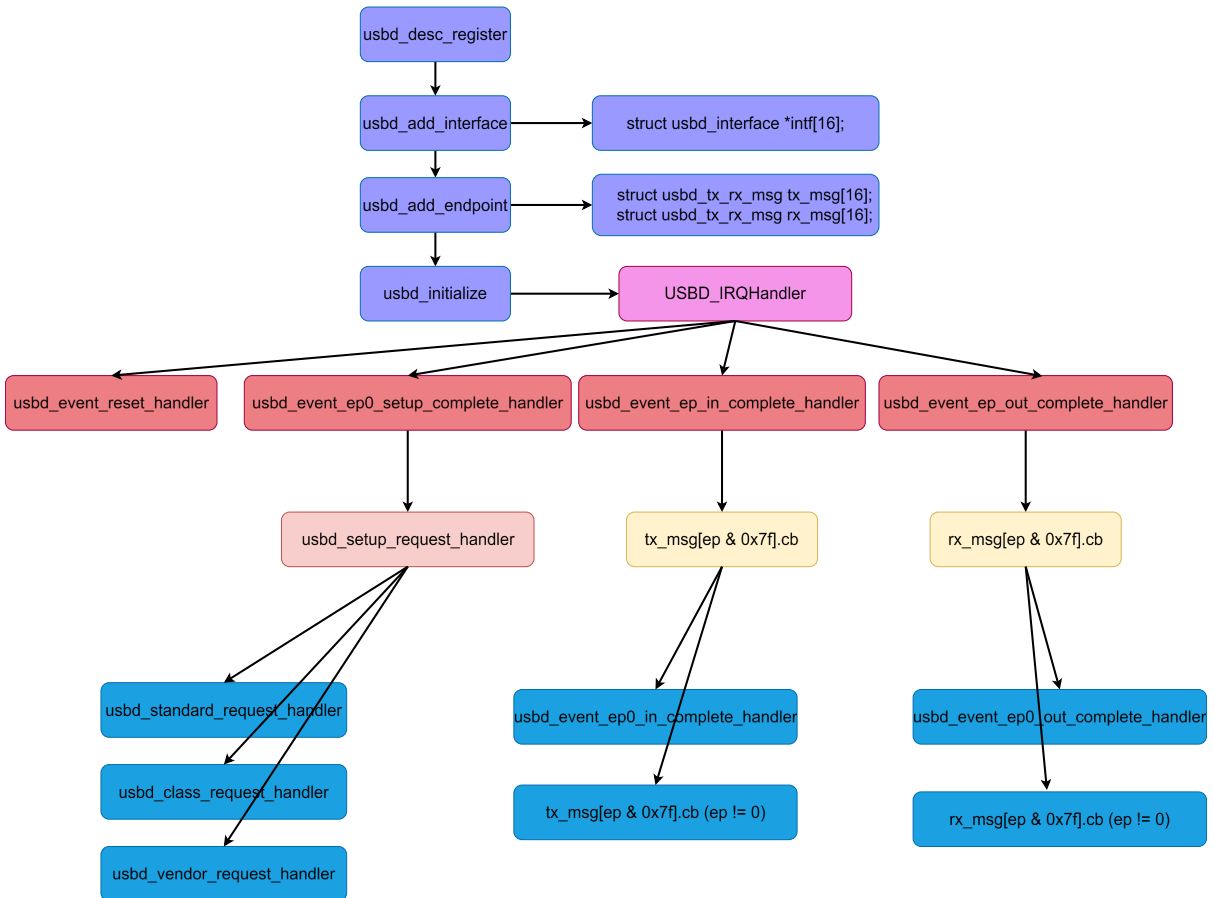 usbd_desc_register
usbd_add_interface
struct usbd_interface *intf[16];
usbd_add_endpoint
struct usbd_tx_rx_msg tx_msg[16];
struct usbd_tx_rx_msg rx_msg[16];
usbd_initialize
USBD_IRQHandler
usbd_event_reset_handler
usbd_event_ep0_setup_complete_handler
usbd_event_ep_in_complete_handler
usbd_event_ep_out_complete_handler
usbd_setup_request_handler
tx_msg[ep & 0x7f].cb
rx_msg[ep & 0x7f].cb
usbd_standard_request_handler
usbd_event_ep0_in_complete_handler
usbd_event_ep0_out_complete_handler
usbd_class_request_handler
tx_msg[ep & 0x7f].cb (ep != 0)
rx_msg[ep & 0x7f].cb (ep != 0)
usbd_vendor_request_handler